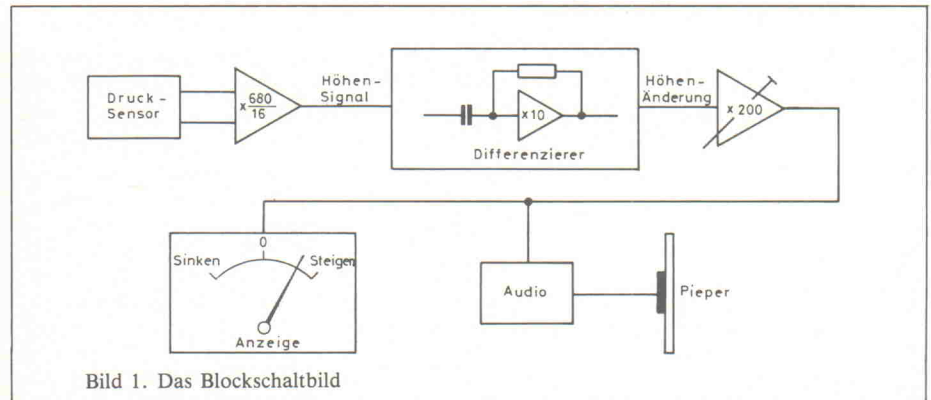 Druck-
Sensor
x 680/16
Höhen-
Signal
x10
Differenzierer
Höhen-
Änderung
x 200
0
Sinken
Steigen
Anzeige
Audio
Pieper
Bild 1. Das Blockschaltbild